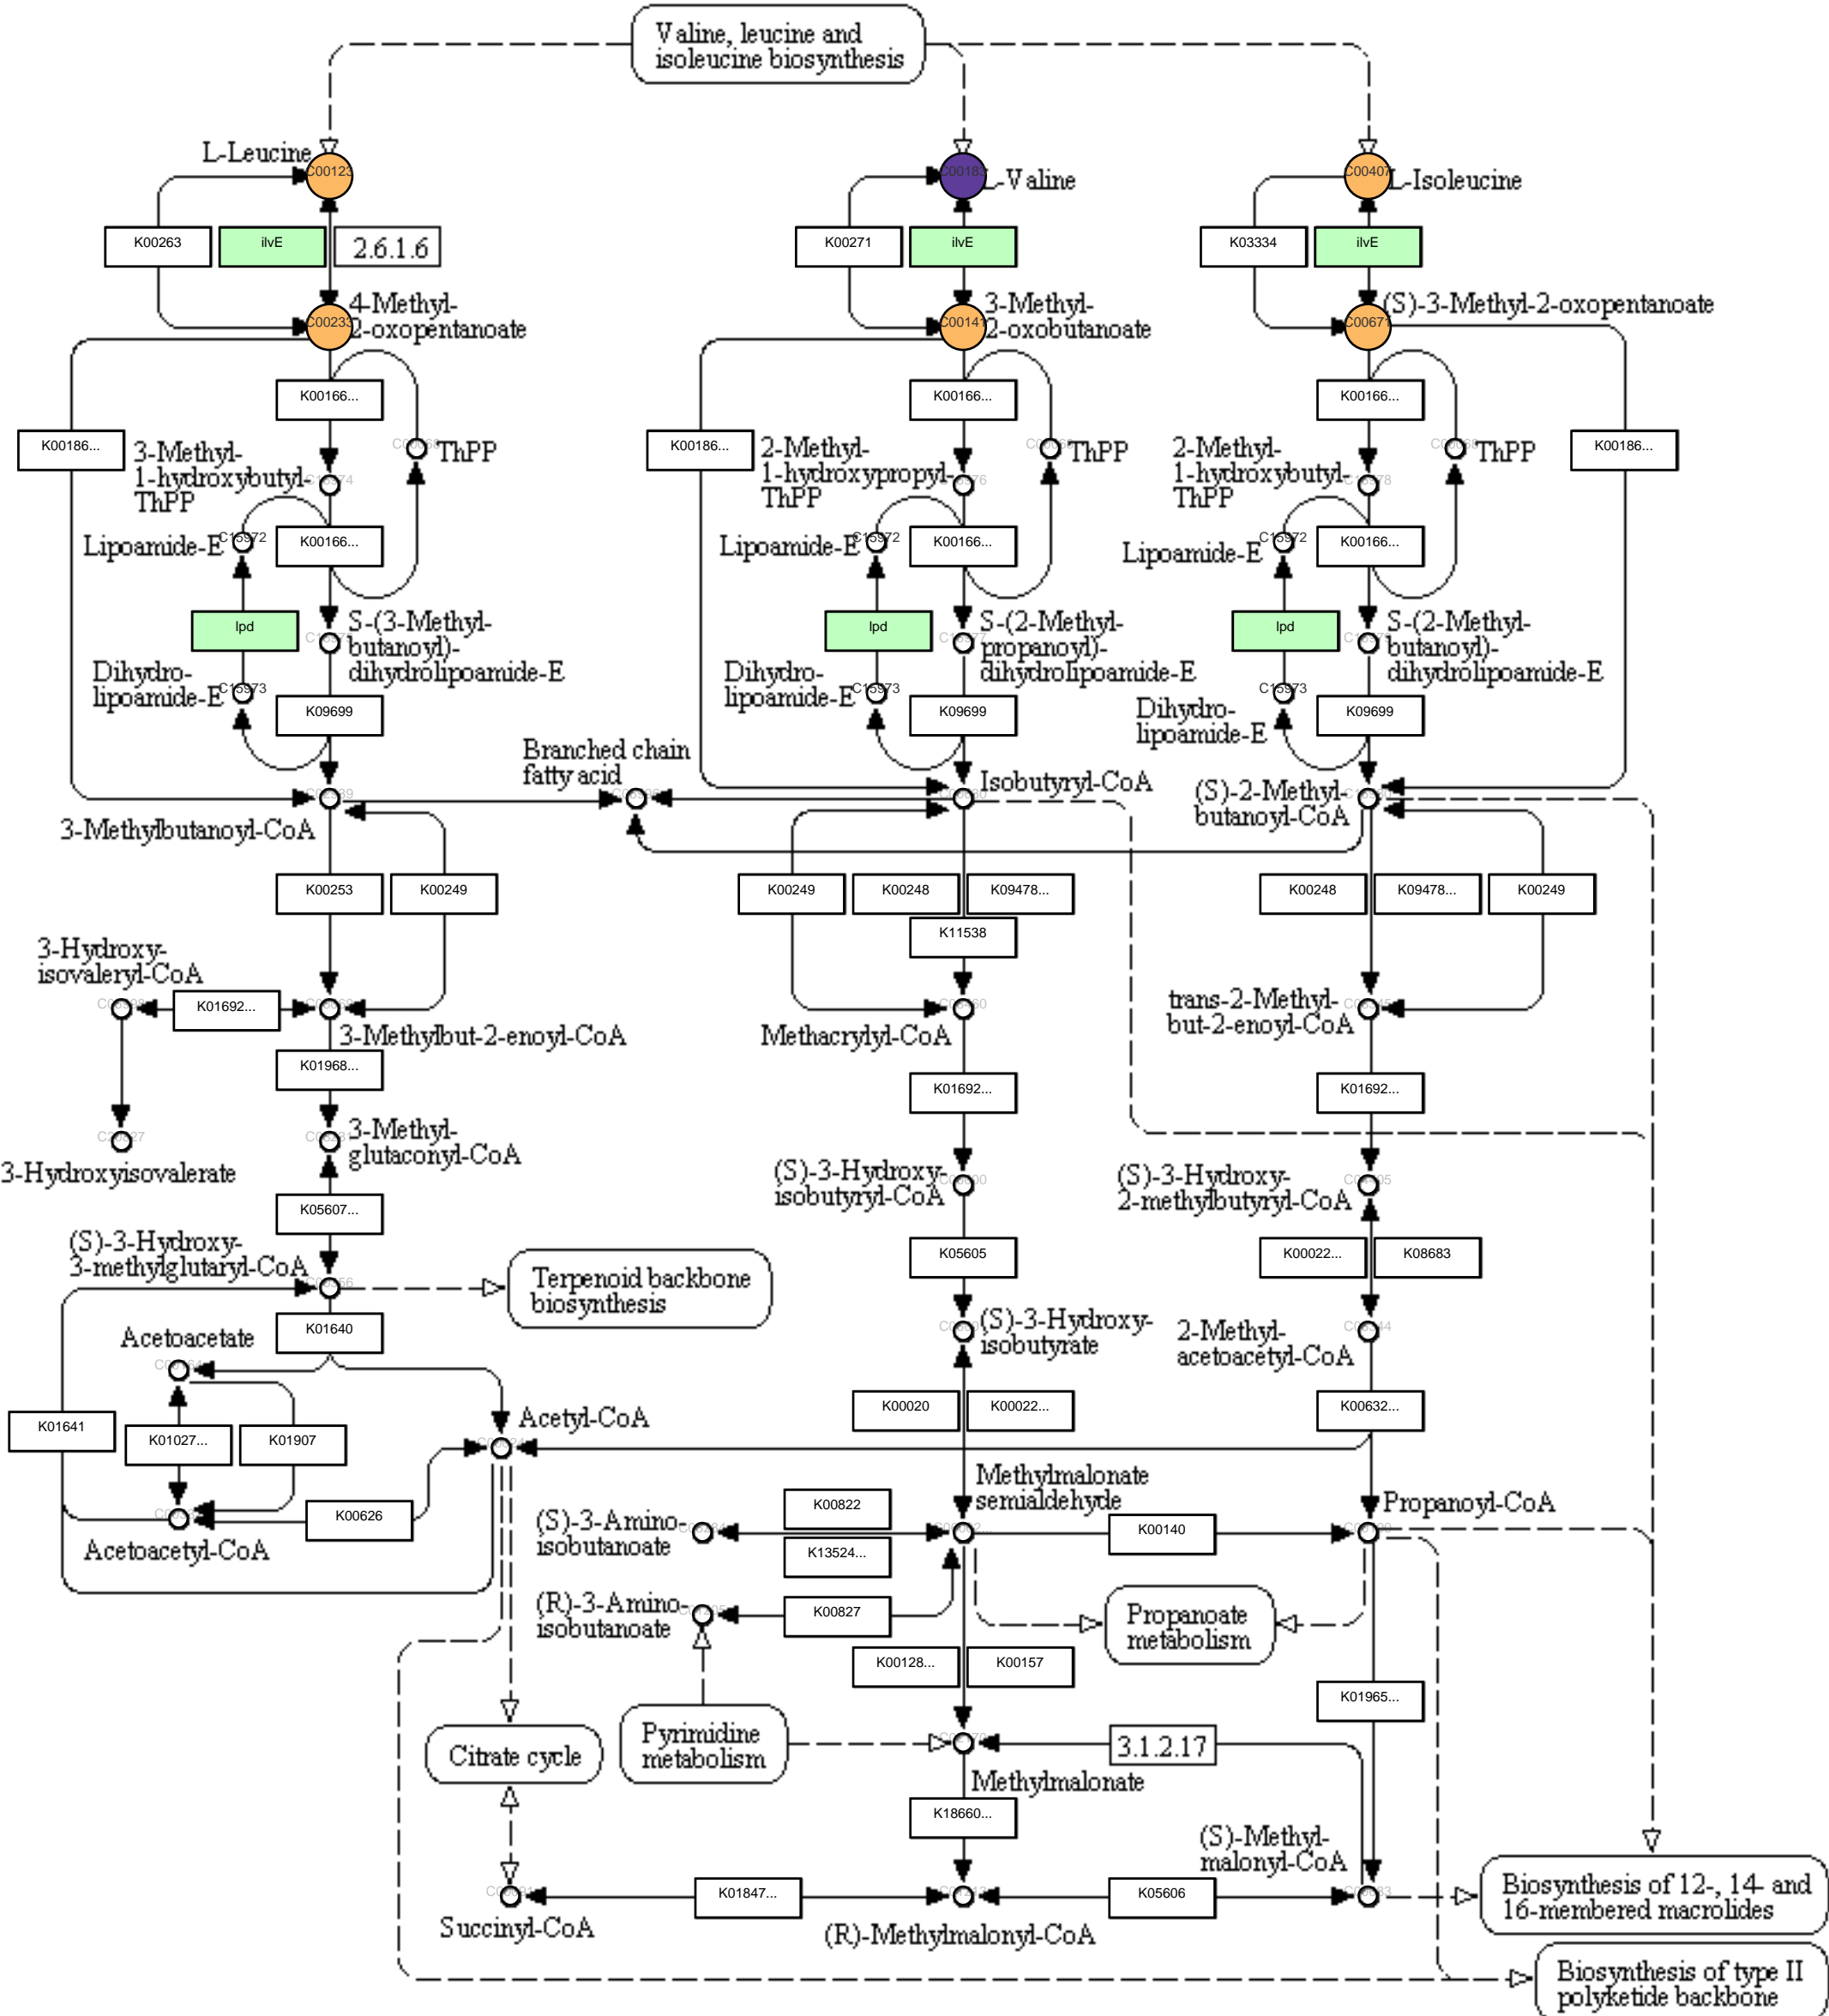 Valine, leucine and
isoleucine biosynthesis
L-Leucine
C00123
C00183
L-Valine
C00407
L-Isoleucine
K00263
ilvE
2.6.1.6
K00271
ilvE
K03334
ilvE
C00233
4-Methyl-
2-oxopentanoate
C00141
3-Methyl-
2-oxobutanoate
C00671
(S)-3-Methyl-2-oxopentanoate
K00166...
K00166...
K00166...
K00186...
3-Methyl-
1-hydroxybutyl-
ThPP
ThPP
K00186...
2-Methyl-
1-hydroxypropyl-
ThPP
ThPP
2-Methyl-
1-hydroxybutyl-
ThPP
ThPP
K00186...
Lipoamide-E
C15972
K00166...
Lipoamide-E
C15972
K00166...
Lipoamide-E
C15972
K00166...
lpd
S-(3-Methyl-
butanoyl)-
dihydrolipoamide-E
lpd
S-(2-Methyl-
propanoyl)-
dihydrolipoamide-E
lpd
S-(2-Methyl-
butanoyl)-
dihydrolipoamide-E
Dihydro-
lipoamide-E
C15973
K09699
Dihydro-
lipoamide-E
C15973
K09699
Dihydro-
lipoamide-E
C15973
K09699
Branched chain
fatty acid
Isobutyryl-CoA
(S)-2-Methyl-
butanoyl-CoA
3-Methylbutanoyl-CoA
K00253
K00249
K00249
K00248
K09478...
K11538
K00248
K09478...
K00249
3-Hydroxy-
isovaleryl-CoA
K01692...
3-Methylbut-2-enoyl-CoA
Methacrylyl-CoA
trans-2-Methyl-
but-2-enoyl-CoA
K01968...
K01692...
K01692...
3-Hydroxyisovalerate
3-Methyl-
glutaconyl-CoA
(S)-3-Hydroxy-
isobutyryl-CoA
(S)-3-Hydroxy-
2-methylbutyryl-CoA
K05607...
K05605
K00022...
K08683
(S)-3-Hydroxy-
3-methylglutaryl-CoA
Terpenoid backbone
biosynthesis
K01640
Acetoacetate
(S)-3-Hydroxy-
isobutyrate
2-Methyl-
acetoacetyl-CoA
K01641
K01027...
K01907
Acetyl-CoA
K00020
K00022...
K00632...
K00626
Acetoacetyl-CoA
Methylmalonate
semialdehyde
Propanoyl-CoA
(S)-3-Amino-
isobutanoate
K00822
K13524...
K00140
(R)-3-Amino-
isobutanoate
K00827
Propanoate
metabolism
K00128...
K00157
K01965...
Citrate cycle
Pyrimidine
metabolism
3.1.2.17
Methylmalonate
K18660...
(S)-Methyl-
malonyl-CoA
K01847...
K05606
Succinyl-CoA
(R)-Methylmalonyl-CoA
Biosynthesis of 12-, 14- and
16-membered macrolides
Biosynthesis of type II
polyketide backbone